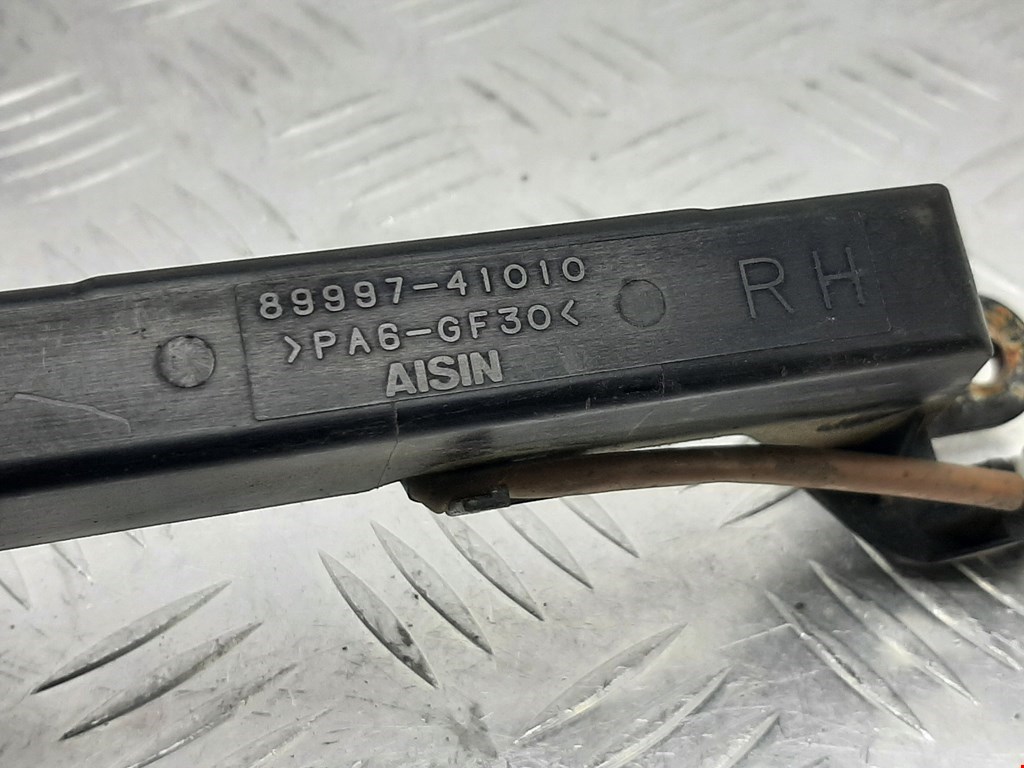 89997-41010
>PA6-GF30<
AISIN
RH